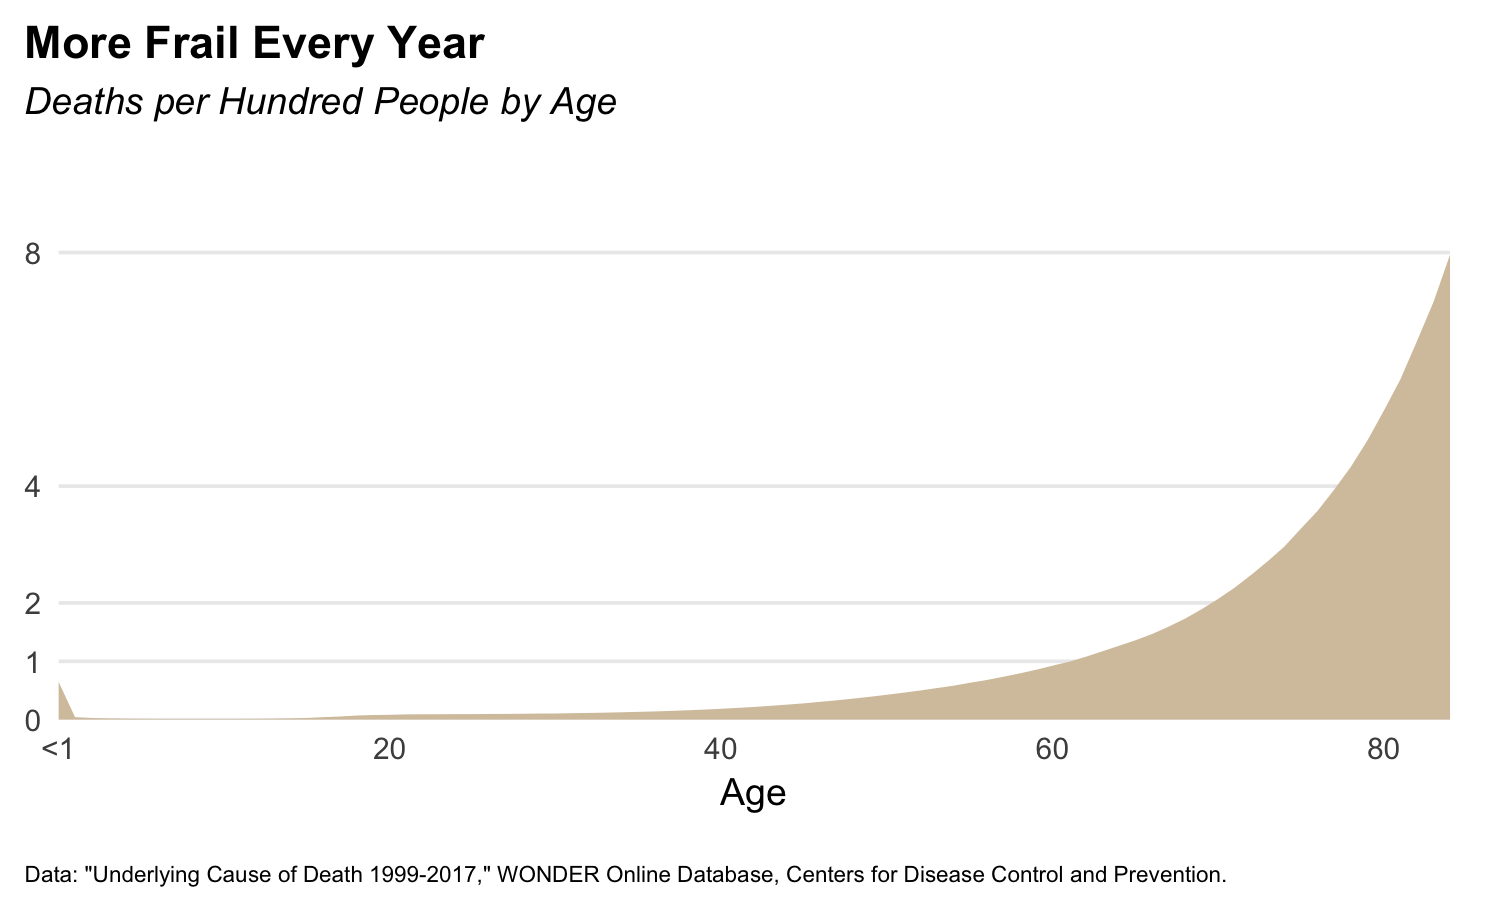 More Frail Every Year
Deaths per Hundred People by Age
8
4
2
1
0
<1 20 40 60 80
Age
Data: "Underlying Cause of Death 1999-2017," WONDER Online Database, Centers for Disease Control and Prevention.